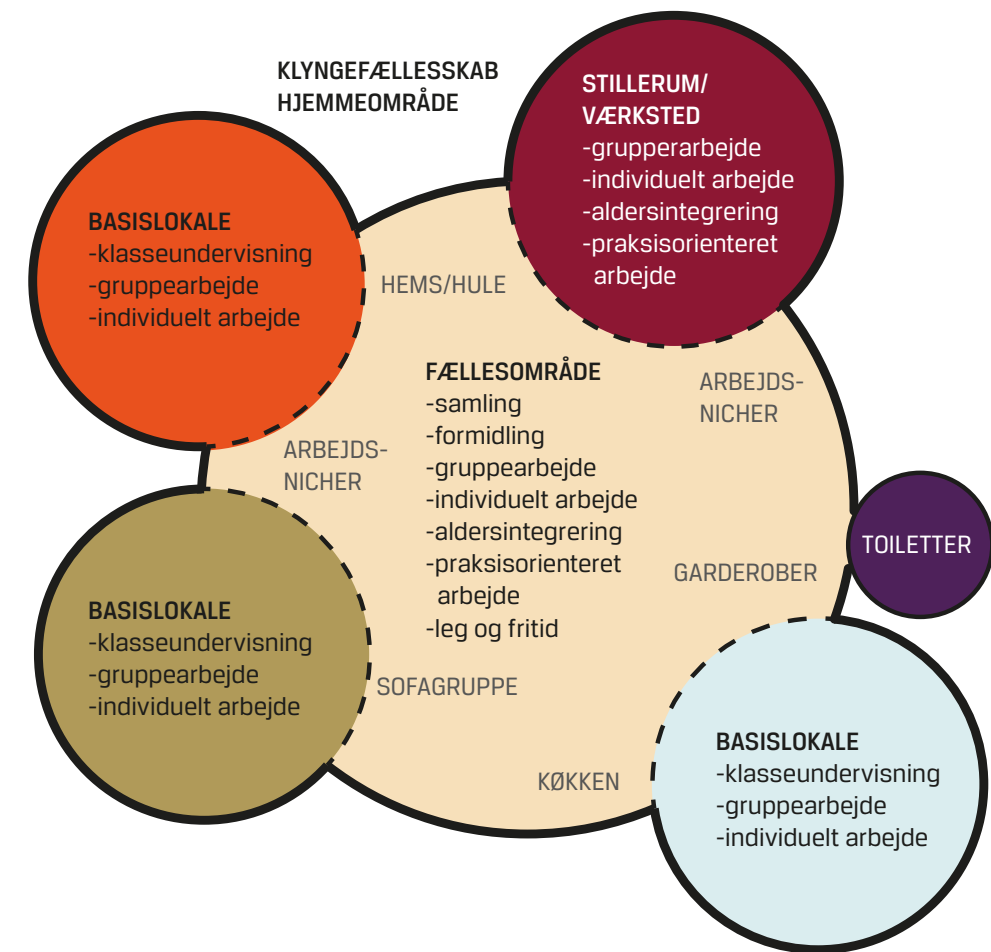 KLYNGEFÆLLESSKAB
HJEMMEOMRÅDE
STILLERUM/
VÆRKSTED
-grupperarbejde
-individuelt arbejde
-aldersintegrering
-praksisorienteret
arbejde
BASISLOKALE
-klasseundervisning
-gruppearbejde
-individuelt arbejde
HEMS/HULE
FÆLLESOMRÅDE
-samling
-formidling
-gruppearbejde
-individuelt arbejde
-aldersintegrering
-praksisorienteret
arbejde
-leg og fritid
ARBEJDS-
NICHER
ARBEJDS-
NICHER
TOILETTER
GARDEROBER
BASISLOKALE
-klasseundervisning
-gruppearbejde
-individuelt arbejde
SOFAGRUPPE
KØKKEN
BASISLOKALE
-klasseundervisning
-gruppearbejde
-individuelt arbejde